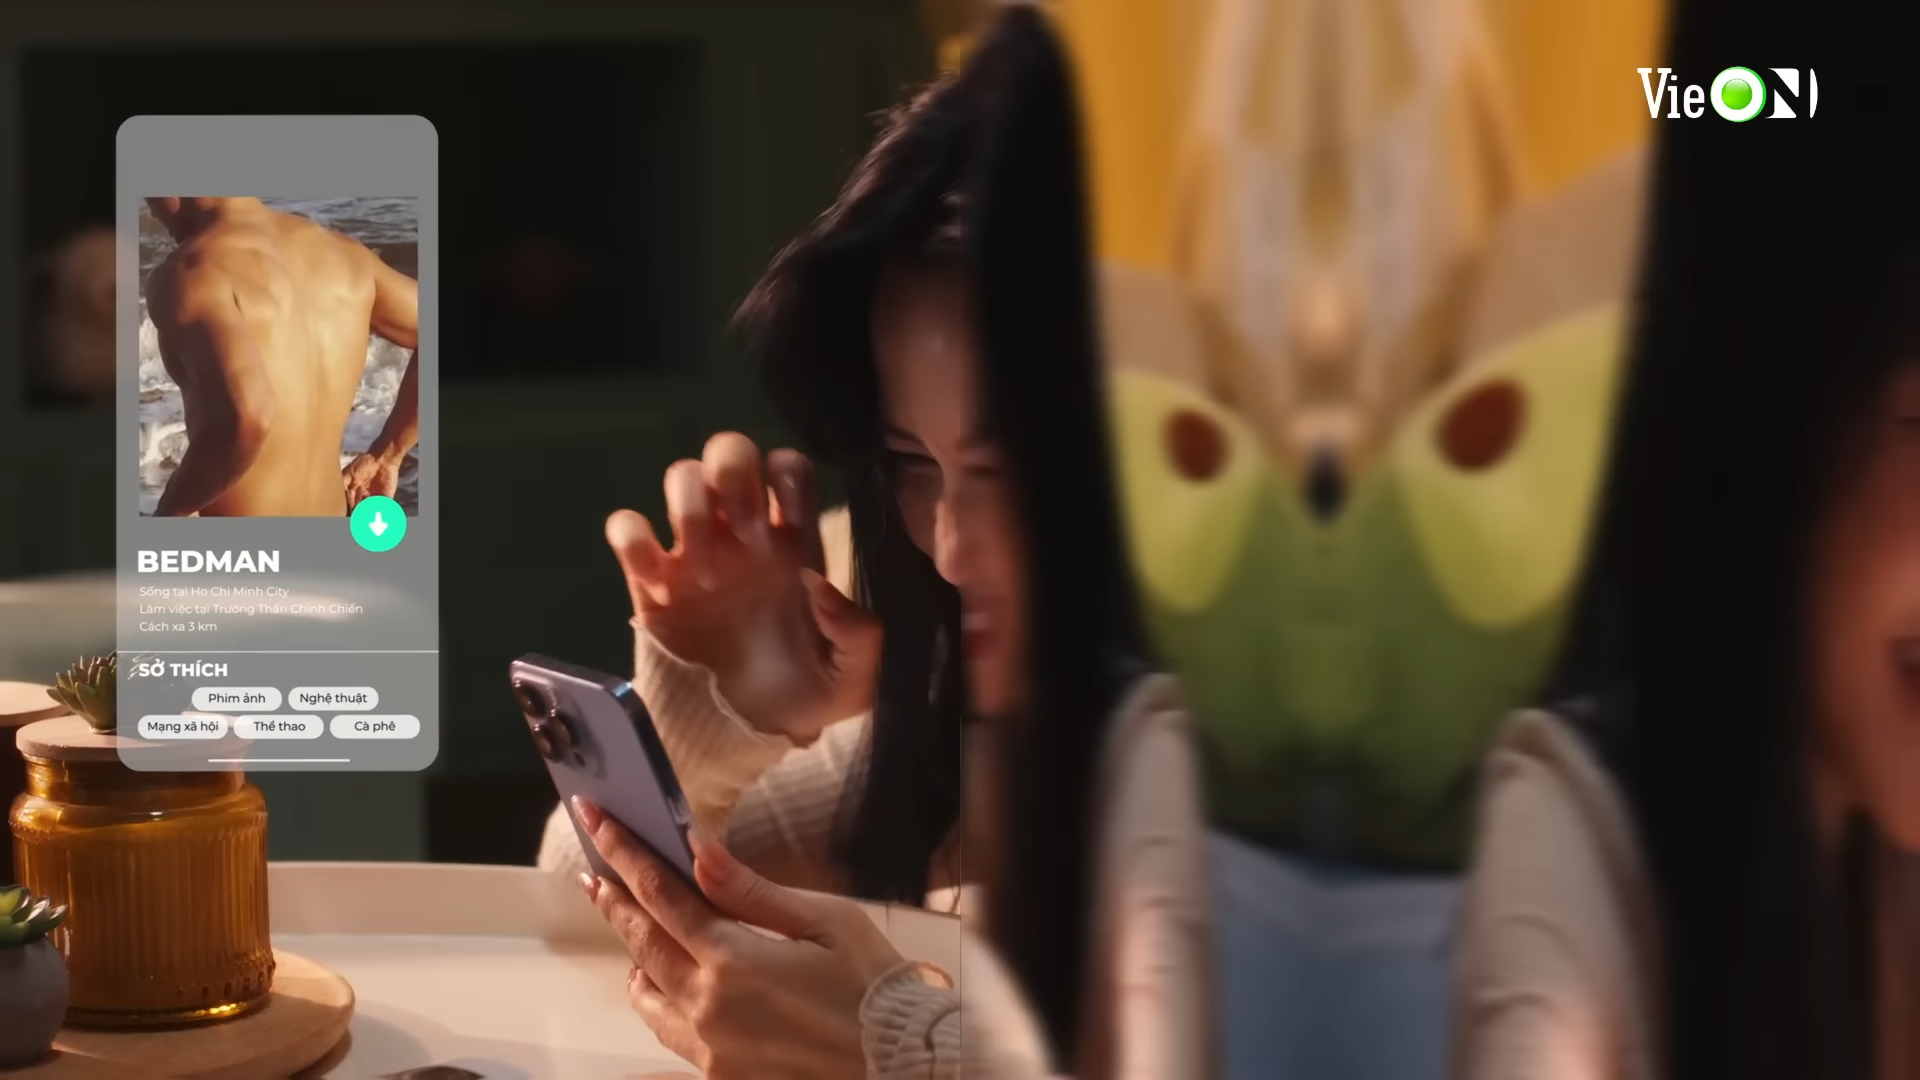 VieON
BEDMAN
Sống tại Ho Chi Minh City
Làm việc tại Trường Thần Chinh Chiến
Cách xa 3 km
SỞ THÍCH
Phim ảnh
Nghệ thuật
Mạng xã hội
Thể thao
Cà phê